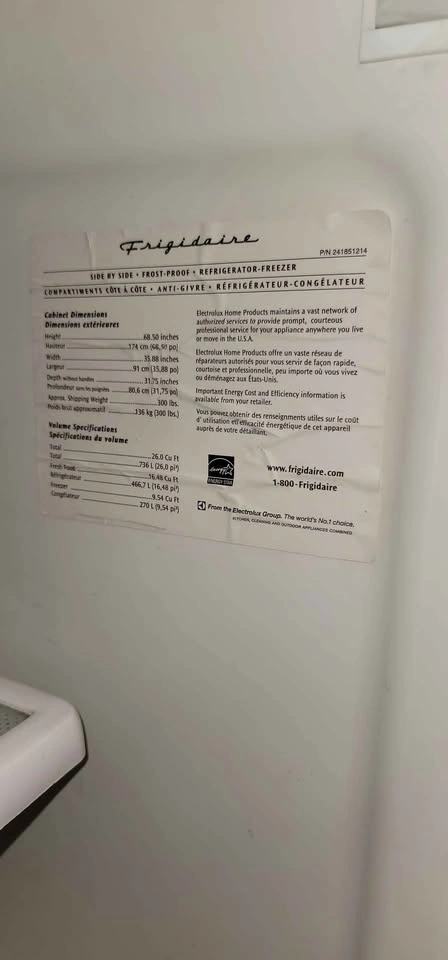 Frigidaire
P/N 241851214
SIDE BY SIDE • FROST-PROOF • REFRIGERATOR-FREEZER
COMPARTIMENTS CÔTE À CÔTE • ANTI-GIVRE • RÉFRIGÉRATEUR-CONGÉLATEUR
Cabinet Dimensions
Dimensions extérieures
Height 68.50 inches
Hauteur 174 cm (68,50 po)
Width 35.88 inches
Largeur 91 cm (35,88 po)
Depth without handles 31.75 inches
Profondeur sans les poignées 80,6 cm (31,75 po)
Approx. Shipping Weight 300 lbs.
Poids brut approximatif 136 kg (300 lbs.)
Volume Specifications
Spécifications du volume
Total 26.0 Cu Ft
Total 736 L (26,0 pi³)
Fresh Food 16.48 Cu Ft
Réfrigérateur 466,7 L (16,48 pi³)
Freezer 9.54 Cu Ft
Congélateur 270 L (9,54 pi³)
Electrolux Home Products maintains a vast network of
authorized services to provide prompt, courteous
professional service for your appliance anywhere you live
or move in the U.S.A.
Electrolux Home Products offre un vaste réseau de
réparateurs autorisés pour vous servir de façon rapide,
courtoise et professionnelle, peu importe où vous vivez
ou déménagez aux États-Unis.
Important Energy Cost and Efficiency information is
available from your retailer.
Vous pouvez obtenir des renseignements utiles sur le coût
d' utilisation et l'efficacité énergétique de cet appareil
auprès de votre détaillant.
energy
ENERGY STAR
www.frigidaire.com
1-800-Frigidaire
From the Electrolux Group. The world's No.1 choice.
KITCHEN, CLEANING AND OUTDOOR APPLIANCES COMBINED.